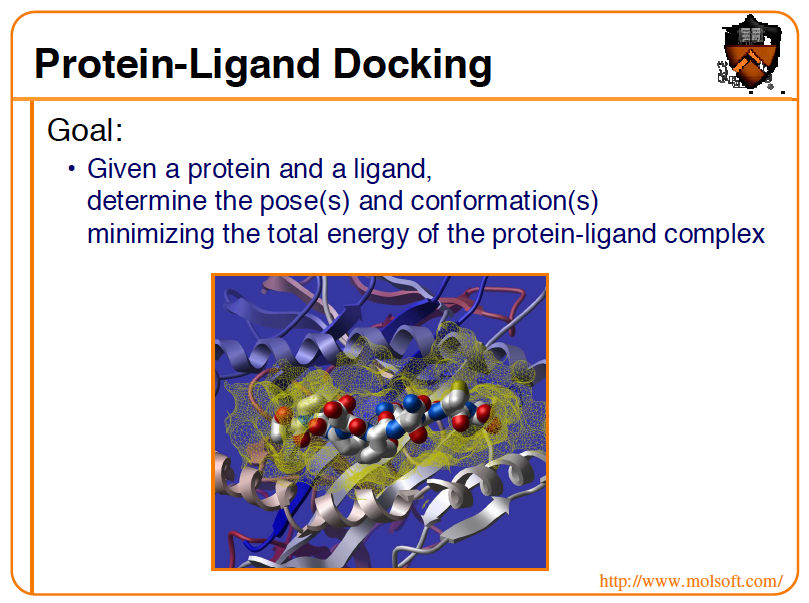 Protein-Ligand Docking
Goal:
• Given a protein and a ligand,
determine the pose(s) and conformation(s)
minimizing the total energy of the protein-ligand complex
http://www.molsoft.com/